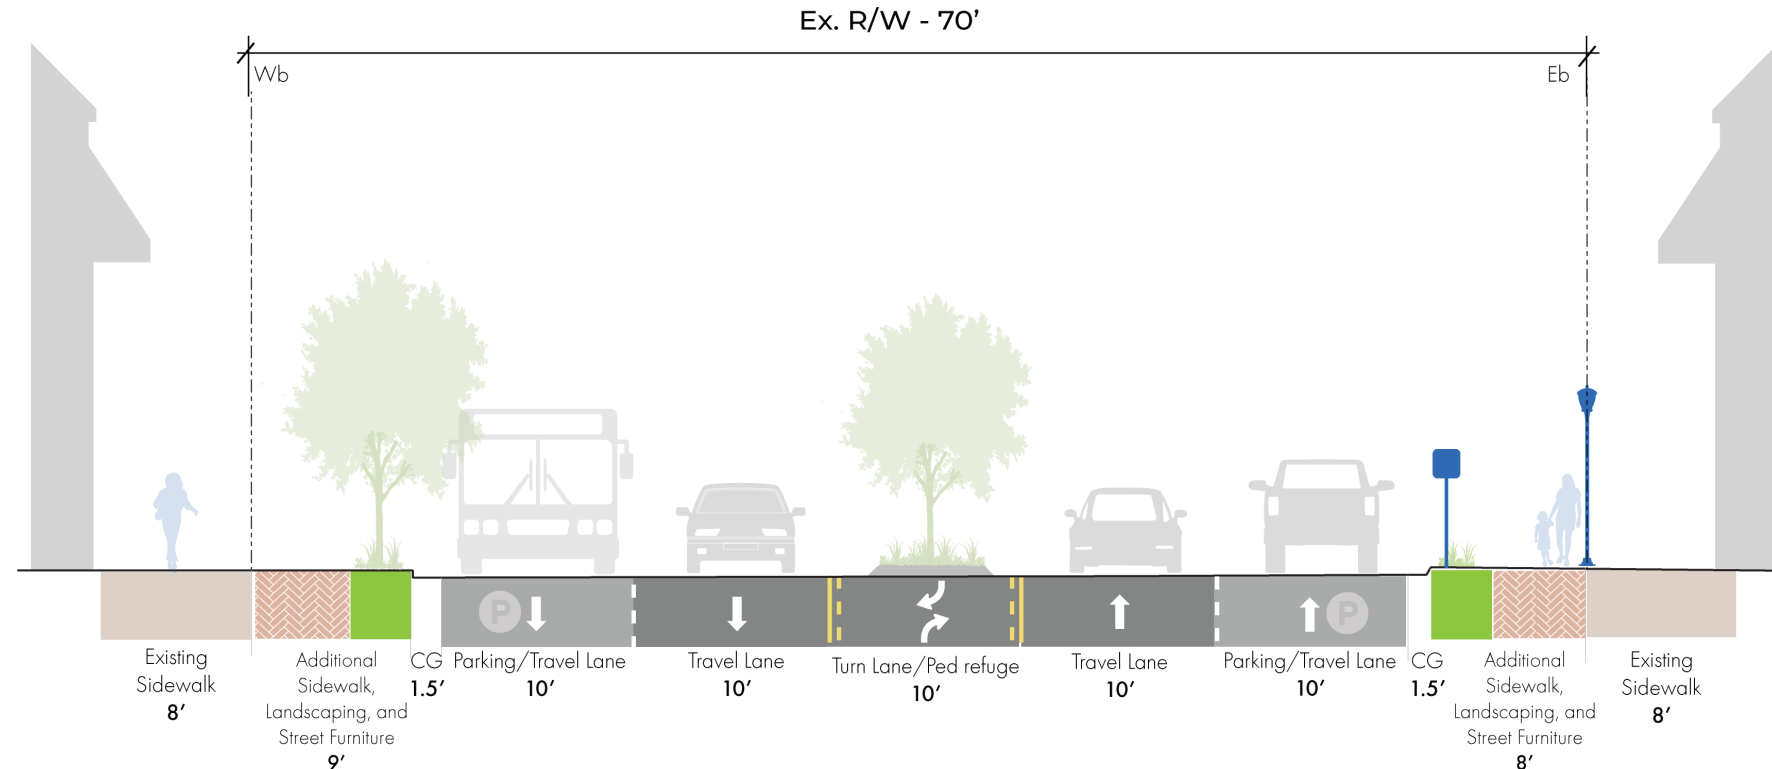 Ex. R/W - 70’
Wb
Eb
P
P
Existing
Sidewalk
8’
Additional
Sidewalk,
Landscaping, and
Street Furniture
9’
CG
1.5’
Parking/Travel Lane
10’
Travel Lane
10’
Turn Lane/Ped refuge
10’
Travel Lane
10’
Parking/Travel Lane
10’
CG
1.5’
Additional
Sidewalk,
Landscaping, and
Street Furniture
8’
Existing
Sidewalk
8’